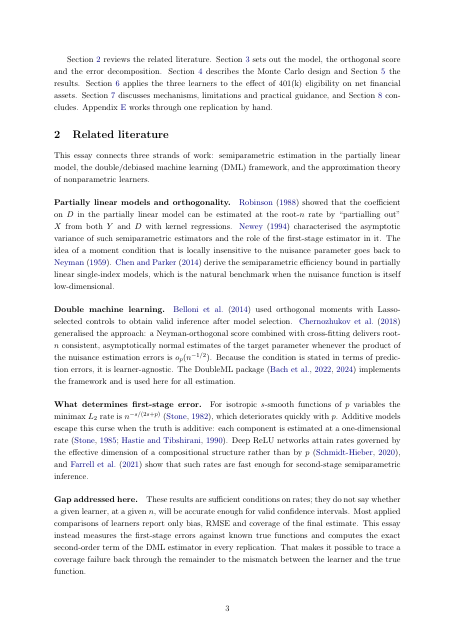 Section 2 reviews the related literature. Section 3 sets out the model, the orthogonal score
and the error decomposition. Section 4 describes the Monte Carlo design and Section 5 the
results. Section 6 applies the three learners to the effect of 401(k) eligibility on net financial
assets. Section 7 discusses mechanisms, limitations and practical guidance, and Section 8 con-
cludes. Appendix E works through one replication by hand.
2 Related literature
This essay connects three strands of work: semiparametric estimation in the partially linear
model, the double/debiased machine learning (DML) framework, and the approximation theory
of nonparametric learners.
Partially linear models and orthogonality. Robinson (1988) showed that the coefficient
on D in the partially linear model can be estimated at the root-n rate by “partialling out”
X from both Y and D with kernel regressions. Newey (1994) characterised the asymptotic
variance of such semiparametric estimators and the role of the first-stage estimator in it. The
idea of a moment condition that is locally insensitive to the nuisance parameter goes back to
Neyman (1959). Chen and Parker (2014) derive the semiparametric efficiency bound in partially
linear single-index models, which is the natural benchmark when the nuisance function is itself
low-dimensional.
Double machine learning. Belloni et al. (2014) used orthogonal moments with Lasso-
selected controls to obtain valid inference after model selection. Chernozhukov et al. (2018)
generalised the approach: a Neyman-orthogonal score combined with cross-fitting delivers root-
n consistent, asymptotically normal estimates of the target parameter whenever the product of
the nuisance estimation errors is oₚ(n⁻¹/²). Because the condition is stated in terms of predic-
tion errors, it is learner-agnostic. The DoubleML package (Bach et al., 2022, 2024) implements
the framework and is used here for all estimation.
What determines first-stage error. For isotropic s-smooth functions of p variables the
minimax L₂ rate is n^{−s/(2s+p)} (Stone, 1982), which deteriorates quickly with p. Additive models
escape this curse when the truth is additive: each component is estimated at a one-dimensional
rate (Stone, 1985; Hastie and Tibshirani, 1990). Deep ReLU networks attain rates governed by
the effective dimension of a compositional structure rather than by p (Schmidt-Hieber, 2020),
and Farrell et al. (2021) show that such rates are fast enough for second-stage semiparametric
inference.
Gap addressed here. These results are sufficient conditions on rates; they do not say whether
a given learner, at a given n, will be accurate enough for valid confidence intervals. Most applied
comparisons of learners report only bias, RMSE and coverage of the final estimate. This essay
instead measures the first-stage errors against known true functions and computes the exact
second-order term of the DML estimator in every replication. That makes it possible to trace a
coverage failure back through the remainder to the mismatch between the learner and the true
function.
3